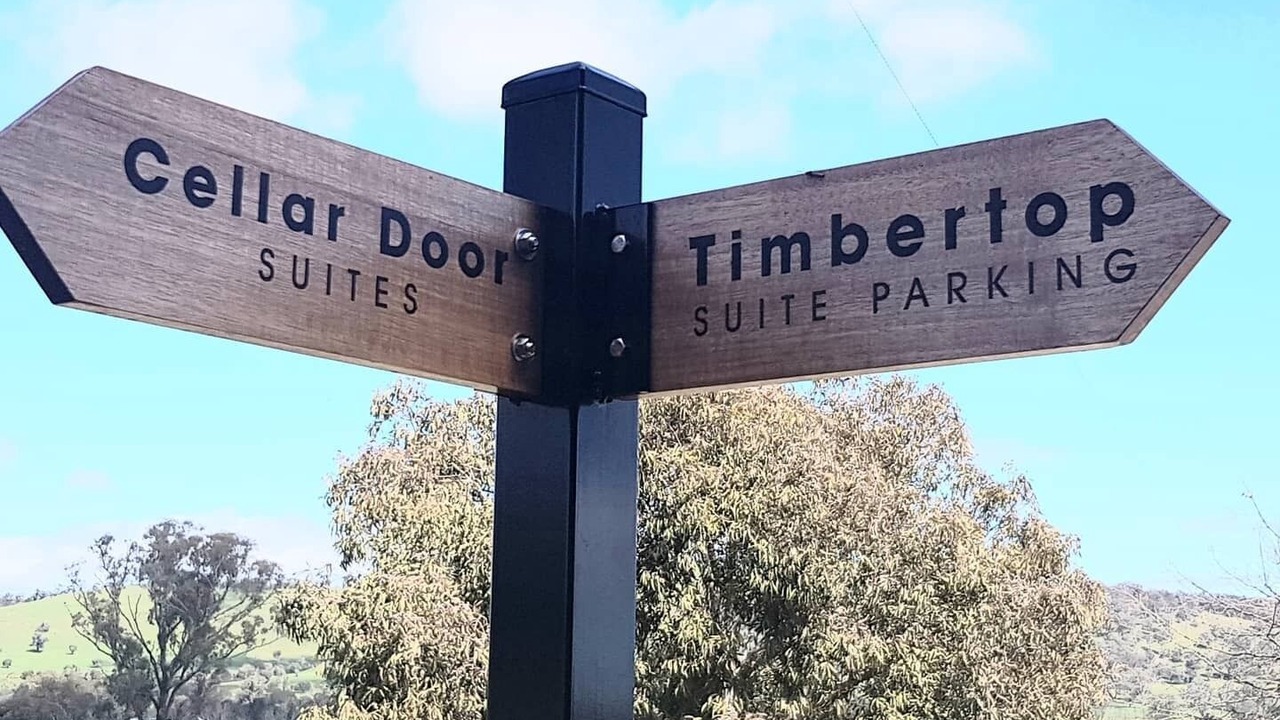 Cellar Door
SUITES
Timbertop
SUITE PARKING